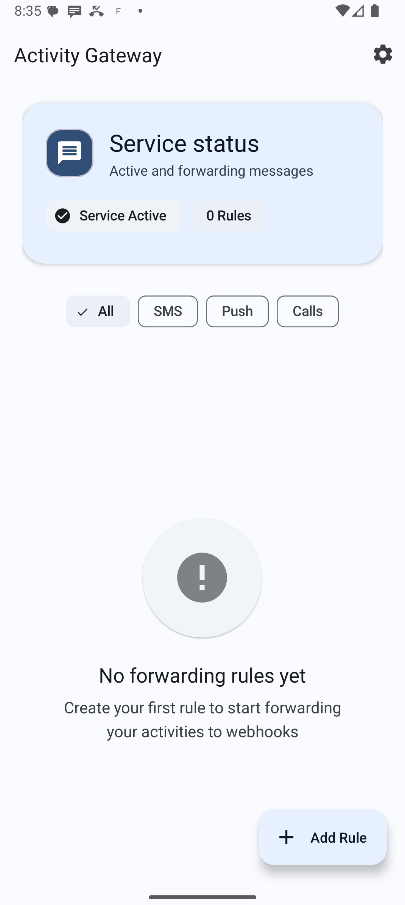 8:35 F
Activity Gateway
Service status
Active and forwarding messages
Service Active
0 Rules
All
SMS
Push
Calls
No forwarding rules yet
Create your first rule to start forwarding
your activities to webhooks
Add Rule